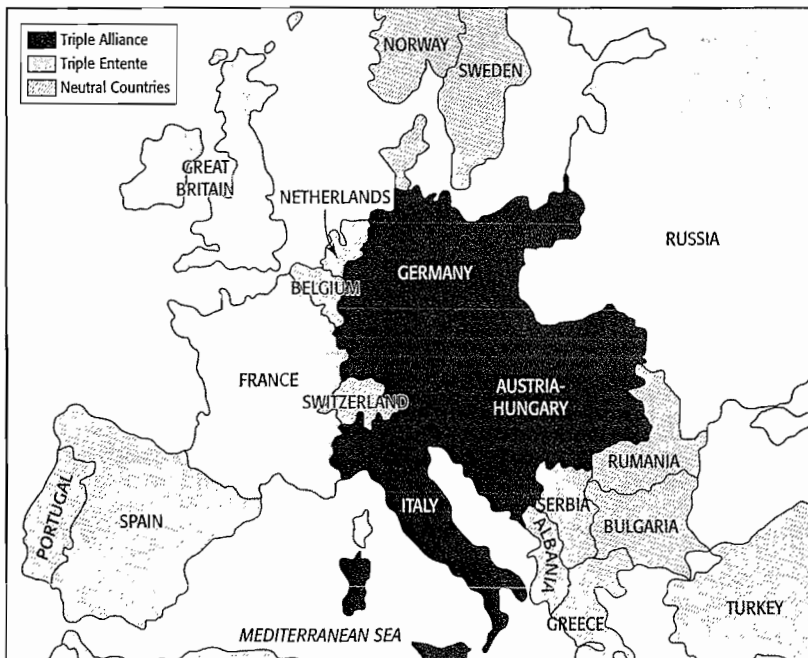 Triple Alliance
Triple Entente
Neutral Countries
NORWAY
SWEDEN
GREAT
BRITAIN
NETHERLANDS
RUSSIA
GERMANY
BELGIUM
FRANCE
SWITZERLAND
AUSTRIA-
HUNGARY
RUMANIA
PORTUGAL
SPAIN
ITALY
SERBIA
BULGARIA
ALBANIA
TURKEY
GREECE
MEDITERRANEAN SEA